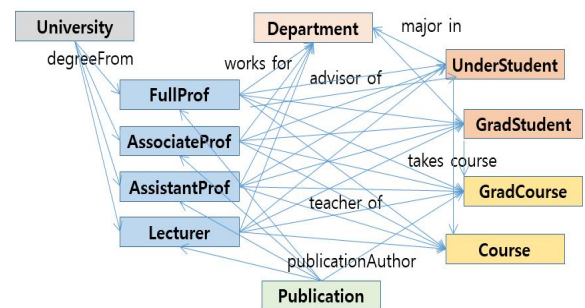 University
Department
major in
degreeFrom
works for
advisor of
UnderStudent
FullProf
GradStudent
AssociateProf
takes course
AssistantProf
GradCourse
teacher of
Lecturer
Course
publicationAuthor
Publication